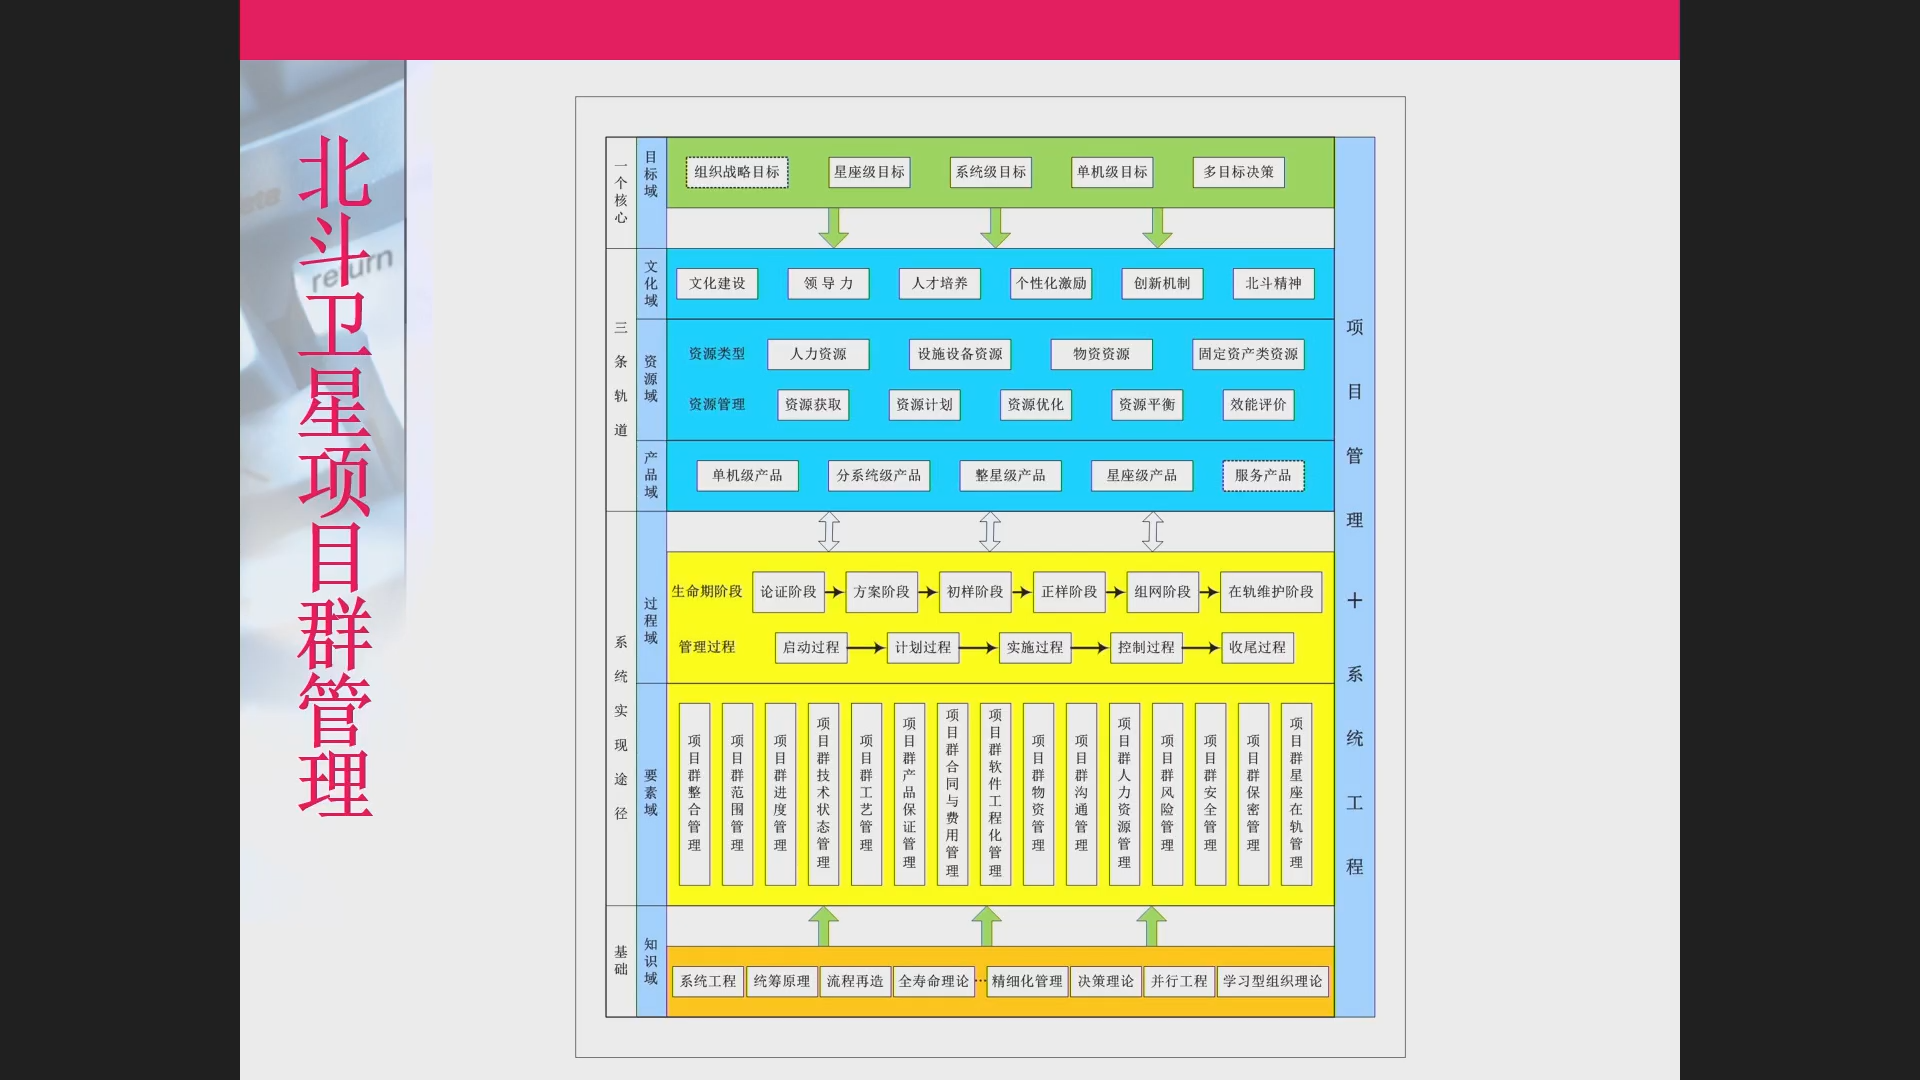 北斗卫星项目群管理
ate
return
一个核心
目标域
组织战略目标 星座级目标 系统级目标 单机级目标 多目标决策
三条轨道
文化域
文化建设 领导力 人才培养 个性化激励 创新机制 北斗精神
资源域
资源类型 人力资源 设施设备资源 物资资源 固定资产类资源
资源管理 资源获取 资源计划 资源优化 资源平衡 效能评价
产品域
单机级产品 分系统级产品 整星级产品 星座级产品 服务产品
系统实现途径
过程域
生命期阶段 论证阶段 方案阶段 初样阶段 正样阶段 组网阶段 在轨维护阶段
管理过程 启动过程 计划过程 实施过程 控制过程 收尾过程
要素域
项目群整合管理
项目群范围管理
项目群进度管理
项目群技术状态管理
项目群工艺管理
项目群产品保证管理
项目群合同与费用管理
项目群软件工程化管理
项目群物资管理
项目群沟通管理
项目群人力资源管理
项目群风险管理
项目群安全管理
项目群保密管理
项目群星座在轨管理
基础
知识域
系统工程 统筹原理 流程再造 全寿命理论 … 精细化管理 决策理论 并行工程 学习型组织理论
项目管理＋系统工程